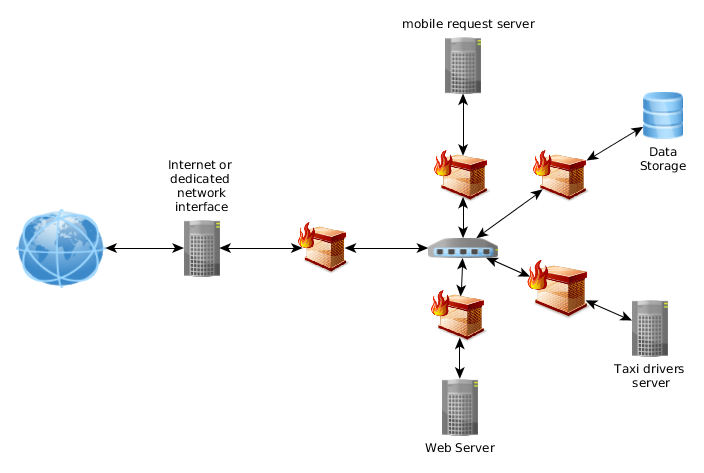 mobile request server
Data
Storage
Internet or
dedicated
network
interface
Taxi drivers
server
Web Server